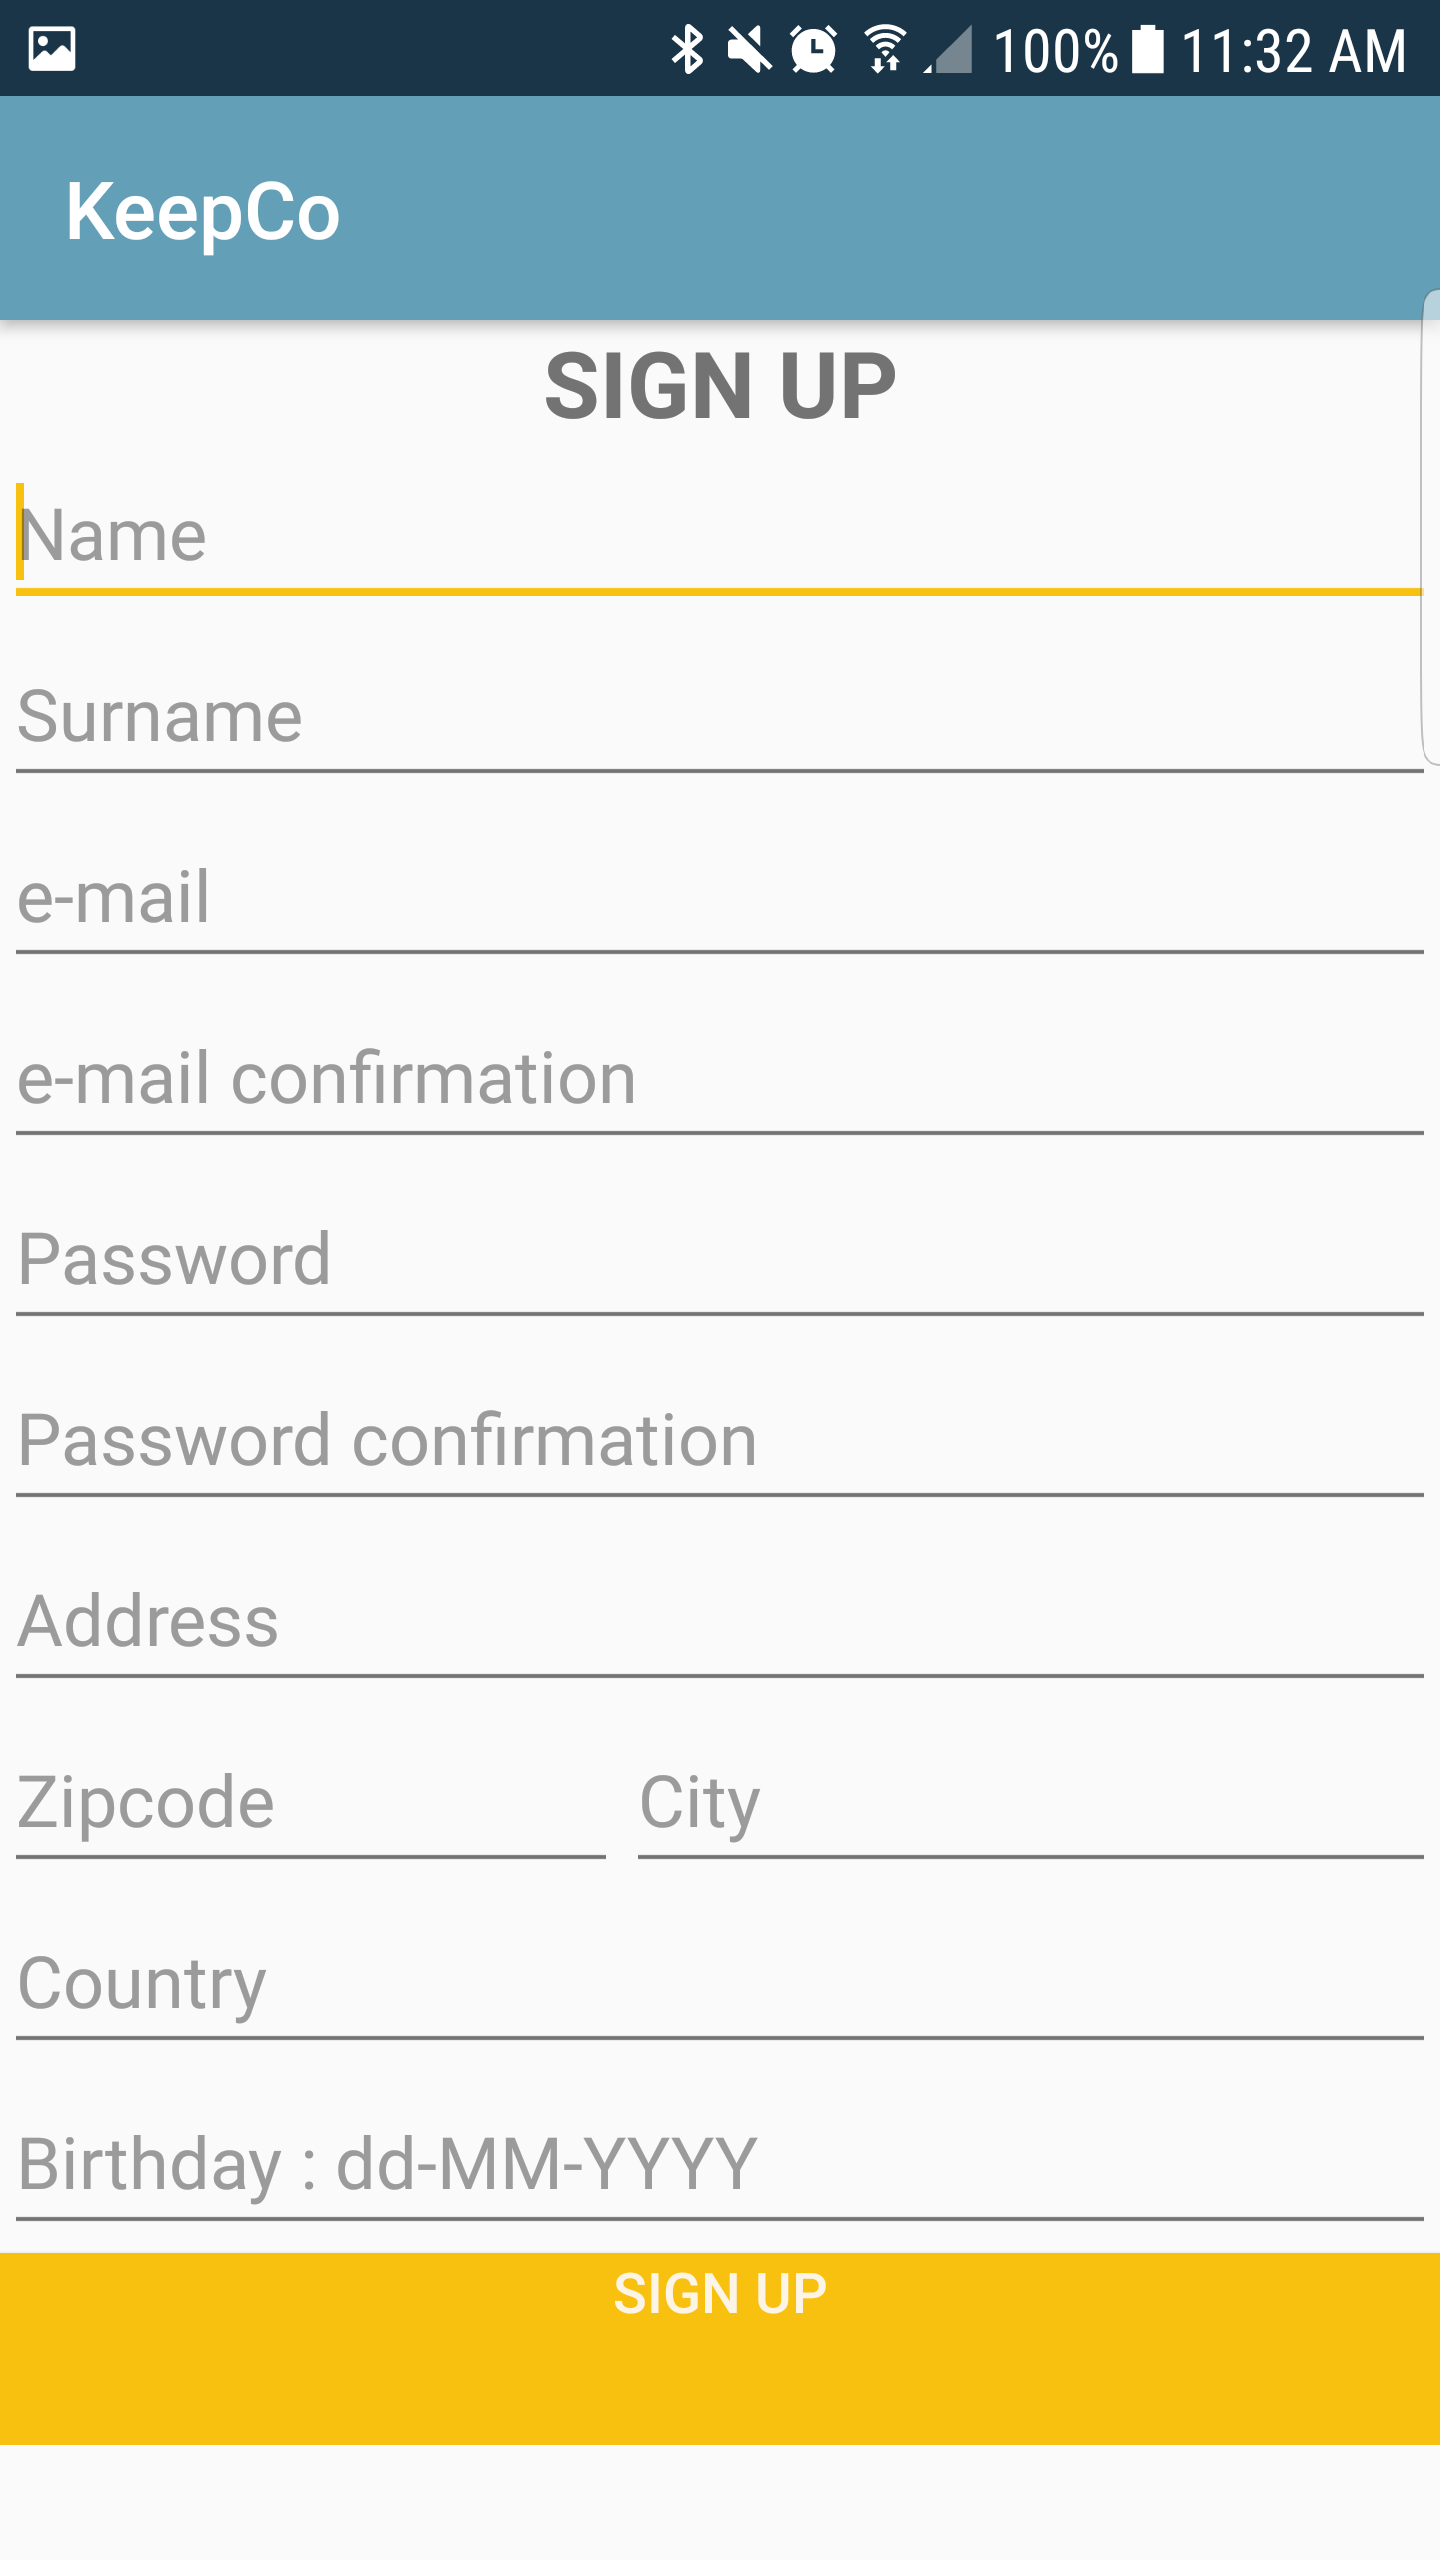 100% 11:32 AM
KeepCo
SIGN UP
Name
Surname
e-mail
e-mail confirmation
Password
Password confirmation
Address
Zipcode City
Country
Birthday : dd-MM-YYYY
SIGN UP